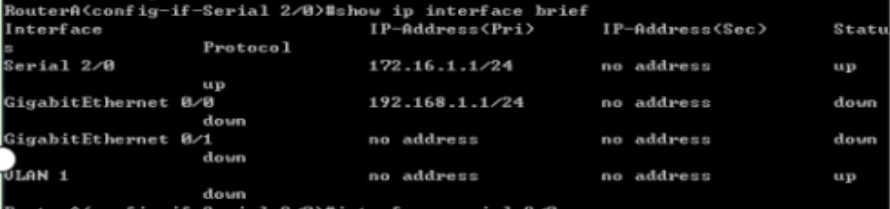 RouterA(config-if-Serial 2/0)#show ip interface brief
Interface                        IP-Address(Pri)      IP-Address(Sec)      Statu
s                 Protocol
Serial 2/0                       172.16.1.1/24        no address           up
                  up
GigabitEthernet 0/0              192.168.1.1/24       no address           down
                  down
GigabitEthernet 0/1              no address           no address           down
                  down
VLAN 1                           no address           no address           up
                  down